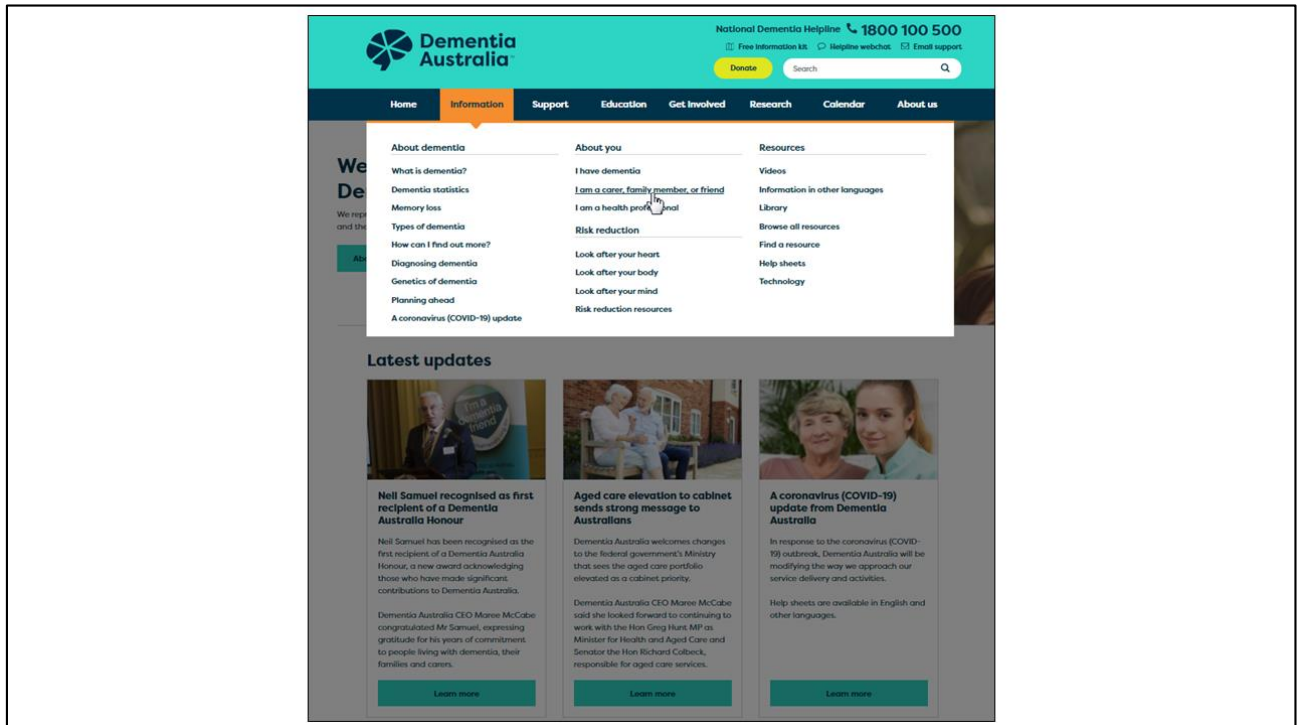 Dementia
Australia
National Dementia Helpline 1800 100 500
Free information kit Helpline webchat Email support
Donate Search
Home Information Support Education Get Involved Research Calendar About us
About dementia
What is dementia?
Dementia statistics
Memory loss
Types of dementia
How can I find out more?
Diagnosing dementia
Genetics of dementia
Planning ahead
A coronavirus (COVID-19) update
About you
I have dementia
I am a carer, family member, or friend
I am a health professional
Risk reduction
Look after your heart
Look after your body
Look after your mind
Risk reduction resources
Resources
Videos
Information in other languages
Library
Browse all resources
Find a resource
Help sheets
Technology
We
De
We repr
and the
Latest updates
I'm a
dementia
friend
Neil Samuel recognised as first
recipient of a Dementia
Australia Honour
Neil Samuel has been recognised as the
first recipient of a Dementia Australia
Honour, a new award acknowledging
those who have made significant
contributions to Dementia Australia.
Dementia Australia CEO Maree McCabe
congratulated Mr Samuel, expressing
gratitude for his years of commitment
to people living with dementia, their
families and carers.
Learn more
Aged care elevation to cabinet
sends strong message to
Australians
Dementia Australia welcomes changes
to the federal government's Ministry
that sees the aged care portfolio
elevated as a cabinet priority.
Dementia Australia CEO Maree McCabe
said she looked forward to continuing to
work with the Hon Greg Hunt MP as
Minister for Health and Aged Care and
Senator the Hon Richard Colbeck,
responsible for aged care services.
Learn more
A coronavirus (COVID-19)
update from Dementia
Australia
In response to the coronavirus (COVID-
19) outbreak, Dementia Australia will be
modifying the way we approach our
service delivery and activities.
Help sheets are available in English and
other languages.
Learn more